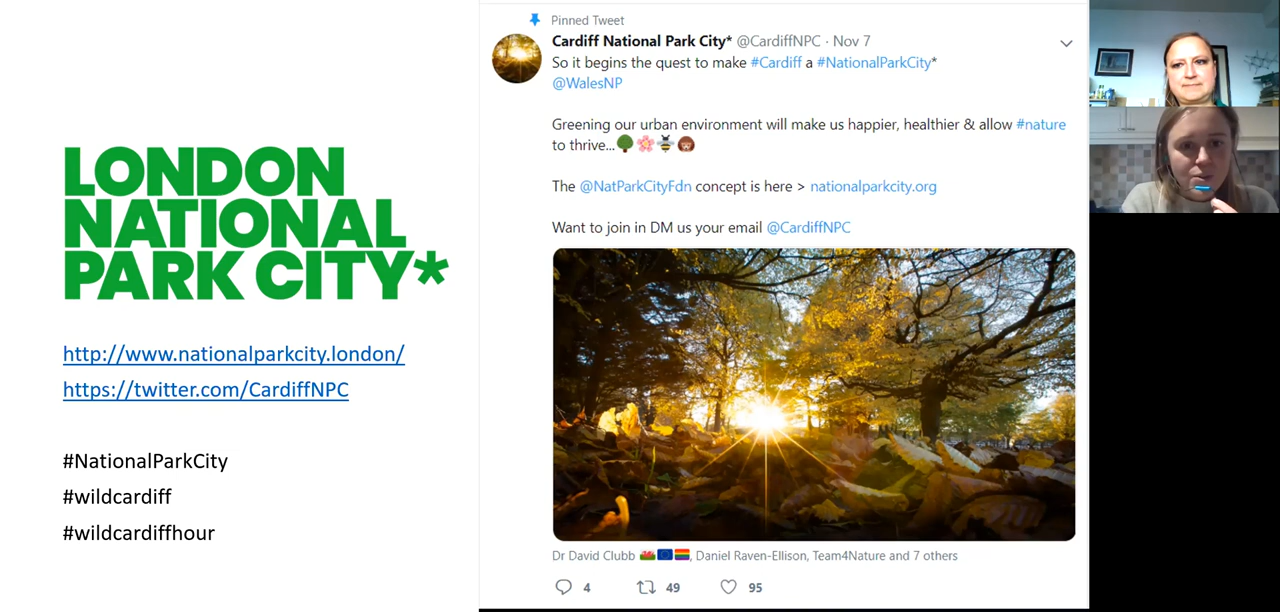 LONDON
NATIONAL
PARK CITY*
http://www.nationalparkcity.london/
https://twitter.com/CardiffNPC
#NationalParkCity
#wildcardiff
#wildcardiffhour
Pinned Tweet
Cardiff National Park City* @CardiffNPC · Nov 7
So it begins the quest to make #Cardiff a #NationalParkCity*
@WalesNP
Greening our urban environment will make us happier, healthier & allow #nature
to thrive...🌳🌸🐝🦔
The @NatParkCityFdn concept is here > nationalparkcity.org
Want to join in DM us your email @CardiffNPC
Dr David Clubb 🏴󠁧󠁢󠁷󠁬󠁳󠁿🇪🇺🏳️‍🌈, Daniel Raven-Ellison, Team4Nature and 7 others
4 49 95